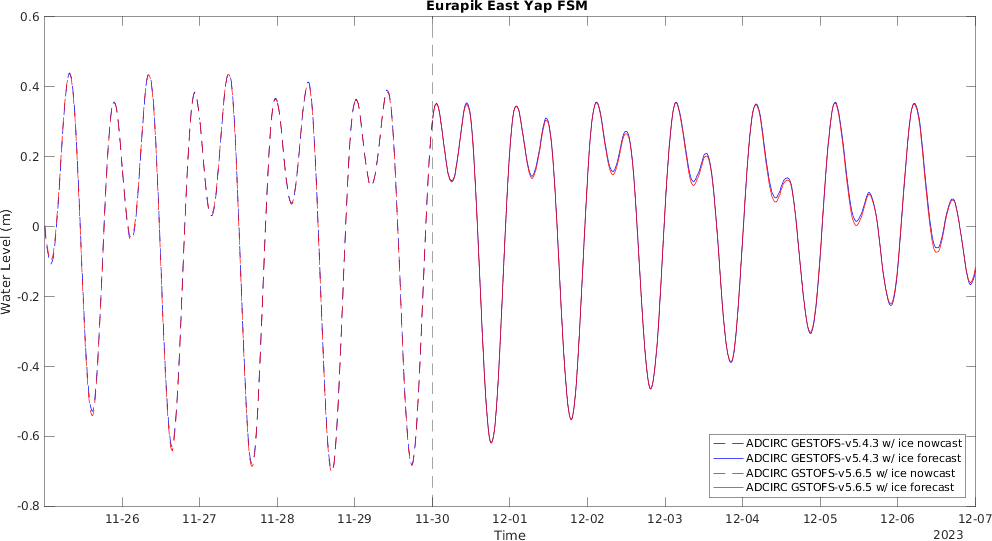 Eurapik East Yap FSM
0.6
0.4
0.2
0
-0.2
-0.4
-0.6
-0.8
Water Level (m)
11-26 11-27 11-28 11-29 11-30 12-01 12-02 12-03 12-04 12-05 12-06 12-07
Time
2023
ADCIRC GESTOFS-v5.4.3 w/ ice nowcast
ADCIRC GESTOFS-v5.4.3 w/ ice forecast
ADCIRC GSTOFS-v5.6.5 w/ ice nowcast
ADCIRC GSTOFS-v5.6.5 w/ ice forecast